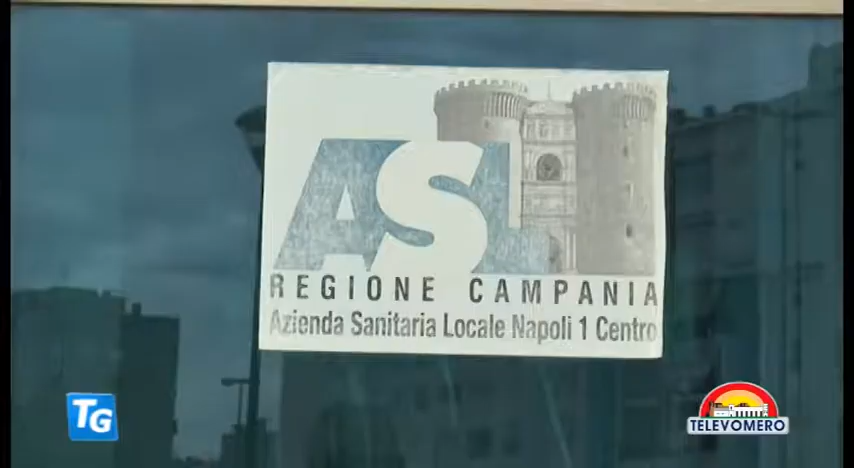 ASL
REGIONE CAMPANIA
Azienda Sanitaria Locale Napoli 1 Centro
TG
TELEVOMERO